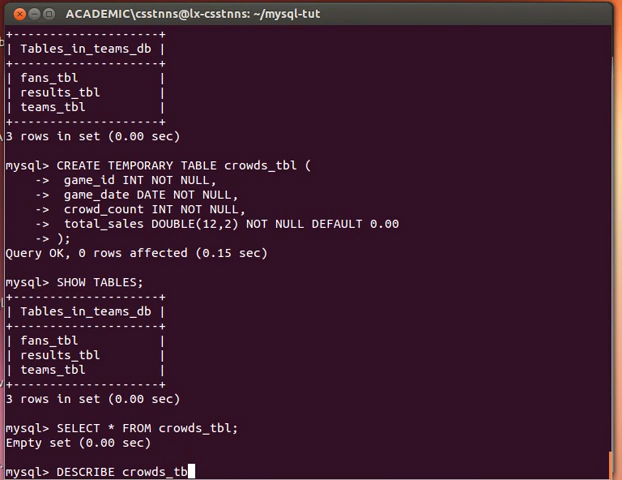 ACADEMIC\csstnns@lx-csstnns: ~/mysql-tut
+--------------------+
| Tables_in_teams_db |
+--------------------+
| fans_tbl           |
| results_tbl        |
| teams_tbl          |
+--------------------+
3 rows in set (0.00 sec)
mysql> CREATE TEMPORARY TABLE crowds_tbl (
    ->  game_id INT NOT NULL,
    ->  game_date DATE NOT NULL,
    ->  crowd_count INT NOT NULL,
    ->  total_sales DOUBLE(12,2) NOT NULL DEFAULT 0.00
    -> );
Query OK, 0 rows affected (0.15 sec)
mysql> SHOW TABLES;
+--------------------+
| Tables_in_teams_db |
+--------------------+
| fans_tbl           |
| results_tbl        |
| teams_tbl          |
+--------------------+
3 rows in set (0.00 sec)
mysql> SELECT * FROM crowds_tbl;
Empty set (0.00 sec)
mysql> DESCRIBE crowds_tb